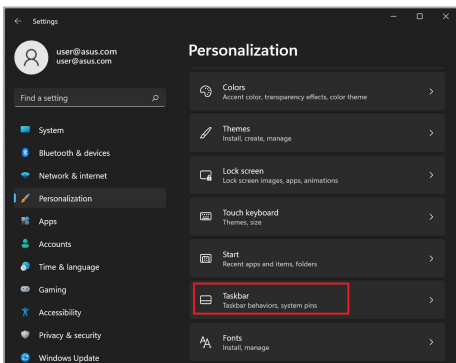 Settings
user@asus.com
user@asus.com
Find a setting
System
Bluetooth & devices
Network & internet
Personalization
Apps
Accounts
Time & language
Gaming
Accessibility
Privacy & security
Windows Update
Personalization
Colors
Accent color, transparency effects, color theme
Themes
Install, create, manage
Lock screen
Lock screen images, apps, animations
Touch keyboard
Themes, size
Start
Recent apps and items, folders
Taskbar
Taskbar behaviors, system pins
Fonts
Install, manage